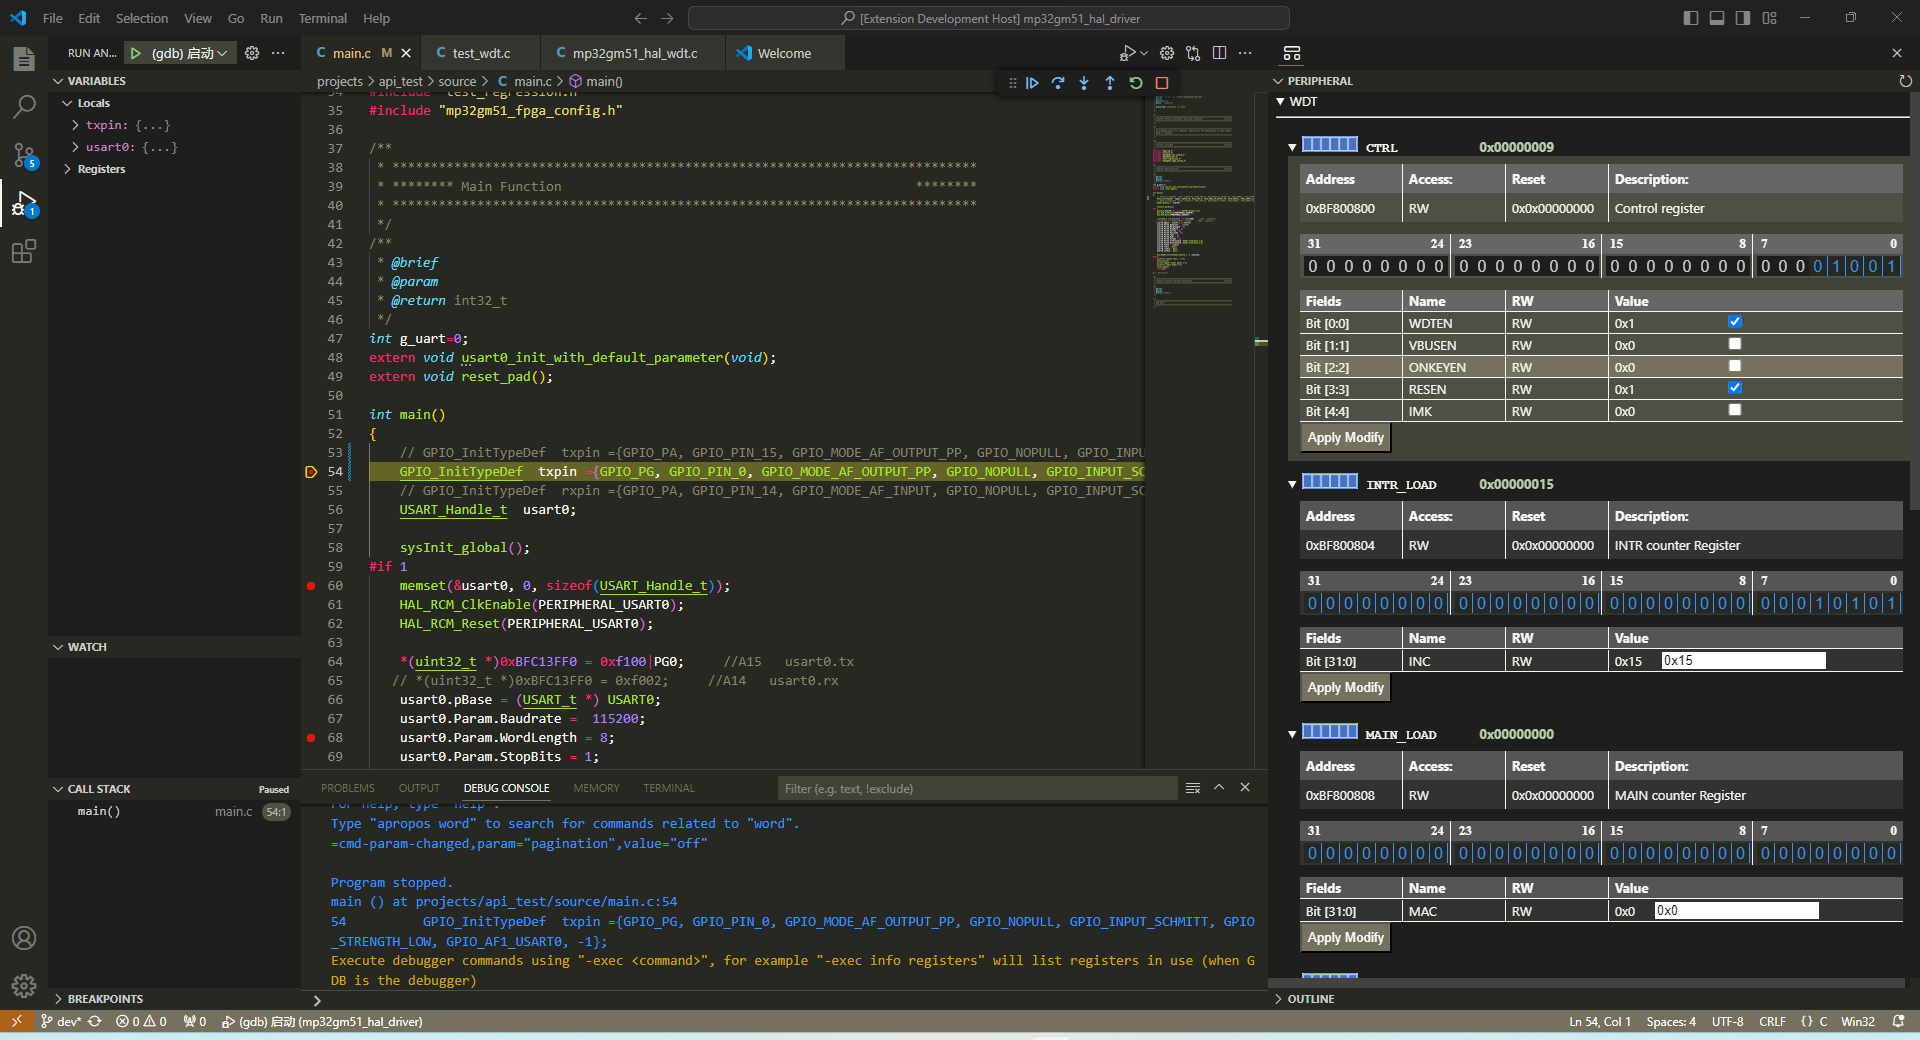 File Edit Selection View Go Run Terminal Help
[Extension Development Host] mp32gm51_hal_driver
RUN AN... (gdb) 启动
C main.c M
C test_wdt.c
C mp32gm51_hal_wdt.c
Welcome
projects > api_test > source > C main.c > main()
VARIABLES
Locals
txpin: {...}
usart0: {...}
Registers
WATCH
CALL STACK Paused
main() main.c 54:1
BREAKPOINTS
5
1
34 #include "test_regression.h"
35 #include "mp32gm51_fpga_config.h"
36
37 /**
38  * ****************************************************************************
39  * ******** Main Function ********
40  * ****************************************************************************
41  */
42 /**
43  * @brief
44  * @param
45  * @return int32_t
46  */
47 int g_uart=0;
48 extern void usart0_init_with_default_parameter(void);
49 extern void reset_pad();
50
51 int main()
52 {
53 // GPIO_InitTypeDef  txpin ={GPIO_PA, GPIO_PIN_15, GPIO_MODE_AF_OUTPUT_PP, GPIO_NOPULL, GPIO_INPU
54 GPIO_InitTypeDef  txpin ={GPIO_PG, GPIO_PIN_0, GPIO_MODE_AF_OUTPUT_PP, GPIO_NOPULL, GPIO_INPUT_SC
55 // GPIO_InitTypeDef  rxpin ={GPIO_PA, GPIO_PIN_14, GPIO_MODE_AF_INPUT, GPIO_NOPULL, GPIO_INPUT_SC
56 USART_Handle_t  usart0;
57
58 sysInit_global();
59 #if 1
60 memset(&usart0, 0, sizeof(USART_Handle_t));
61 HAL_RCM_ClkEnable(PERIPHERAL_USART0);
62 HAL_RCM_Reset(PERIPHERAL_USART0);
63
64 *(uint32_t *)0xBFC13FF0 = 0xf100|PG0;     //A15   usart0.tx
65 // *(uint32_t *)0xBFC13FF0 = 0xf002;     //A14   usart0.rx
66 usart0.pBase = (USART_t *) USART0;
67 usart0.Param.Baudrate =  115200;
68 usart0.Param.WordLength = 8;
69 usart0.Param.StopBits = 1;
PROBLEMS OUTPUT DEBUG CONSOLE MEMORY TERMINAL
Filter (e.g. text, !exclude)
For help, type "help".
Type "apropos word" to search for commands related to "word".
=cmd-param-changed,param="pagination",value="off"
Program stopped.
main () at projects/api_test/source/main.c:54
54          GPIO_InitTypeDef  txpin ={GPIO_PG, GPIO_PIN_0, GPIO_MODE_AF_OUTPUT_PP, GPIO_NOPULL, GPIO_INPUT_SCHMITT, GPIO
_STRENGTH_LOW, GPIO_AF1_USART0, -1};
Execute debugger commands using "-exec <command>", for example "-exec info registers" will list registers in use (when G
DB is the debugger)
PERIPHERAL
WDT
CTRL 0x00000009
Address Access: Reset Description:
0xBF800800 RW 0x0x00000000 Control register
31 24 23 16 15 8 7 0
0 0 0 0 0 0 0 0 0 0 0 0 0 0 0 0 0 0 0 0 0 0 0 0 0 0 0 0 1 0 0 1
Fields Name RW Value
Bit [0:0] WDTEN RW 0x1
Bit [1:1] VBUSEN RW 0x0
Bit [2:2] ONKEYEN RW 0x0
Bit [3:3] RESEN RW 0x1
Bit [4:4] IMK RW 0x0
Apply Modify
INTR_LOAD 0x00000015
Address Access: Reset Description:
0xBF800804 RW 0x0x00000000 INTR counter Register
31 24 23 16 15 8 7 0
0 0 0 0 0 0 0 0 0 0 0 0 0 0 0 0 0 0 0 0 0 0 0 0 0 0 0 1 0 1 0 1
Fields Name RW Value
Bit [31:0] INC RW 0x15 0x15
Apply Modify
MAIN_LOAD 0x00000000
Address Access: Reset Description:
0xBF800808 RW 0x0x00000000 MAIN counter Register
31 24 23 16 15 8 7 0
0 0 0 0 0 0 0 0 0 0 0 0 0 0 0 0 0 0 0 0 0 0 0 0 0 0 0 0 0 0 0 0
Fields Name RW Value
Bit [31:0] MAC RW 0x0 0x0
Apply Modify
OUTLINE
dev* 0 0 0 (gdb) 启动 (mp32gm51_hal_driver)
Ln 54, Col 1 Spaces: 4 UTF-8 CRLF {} C Win32